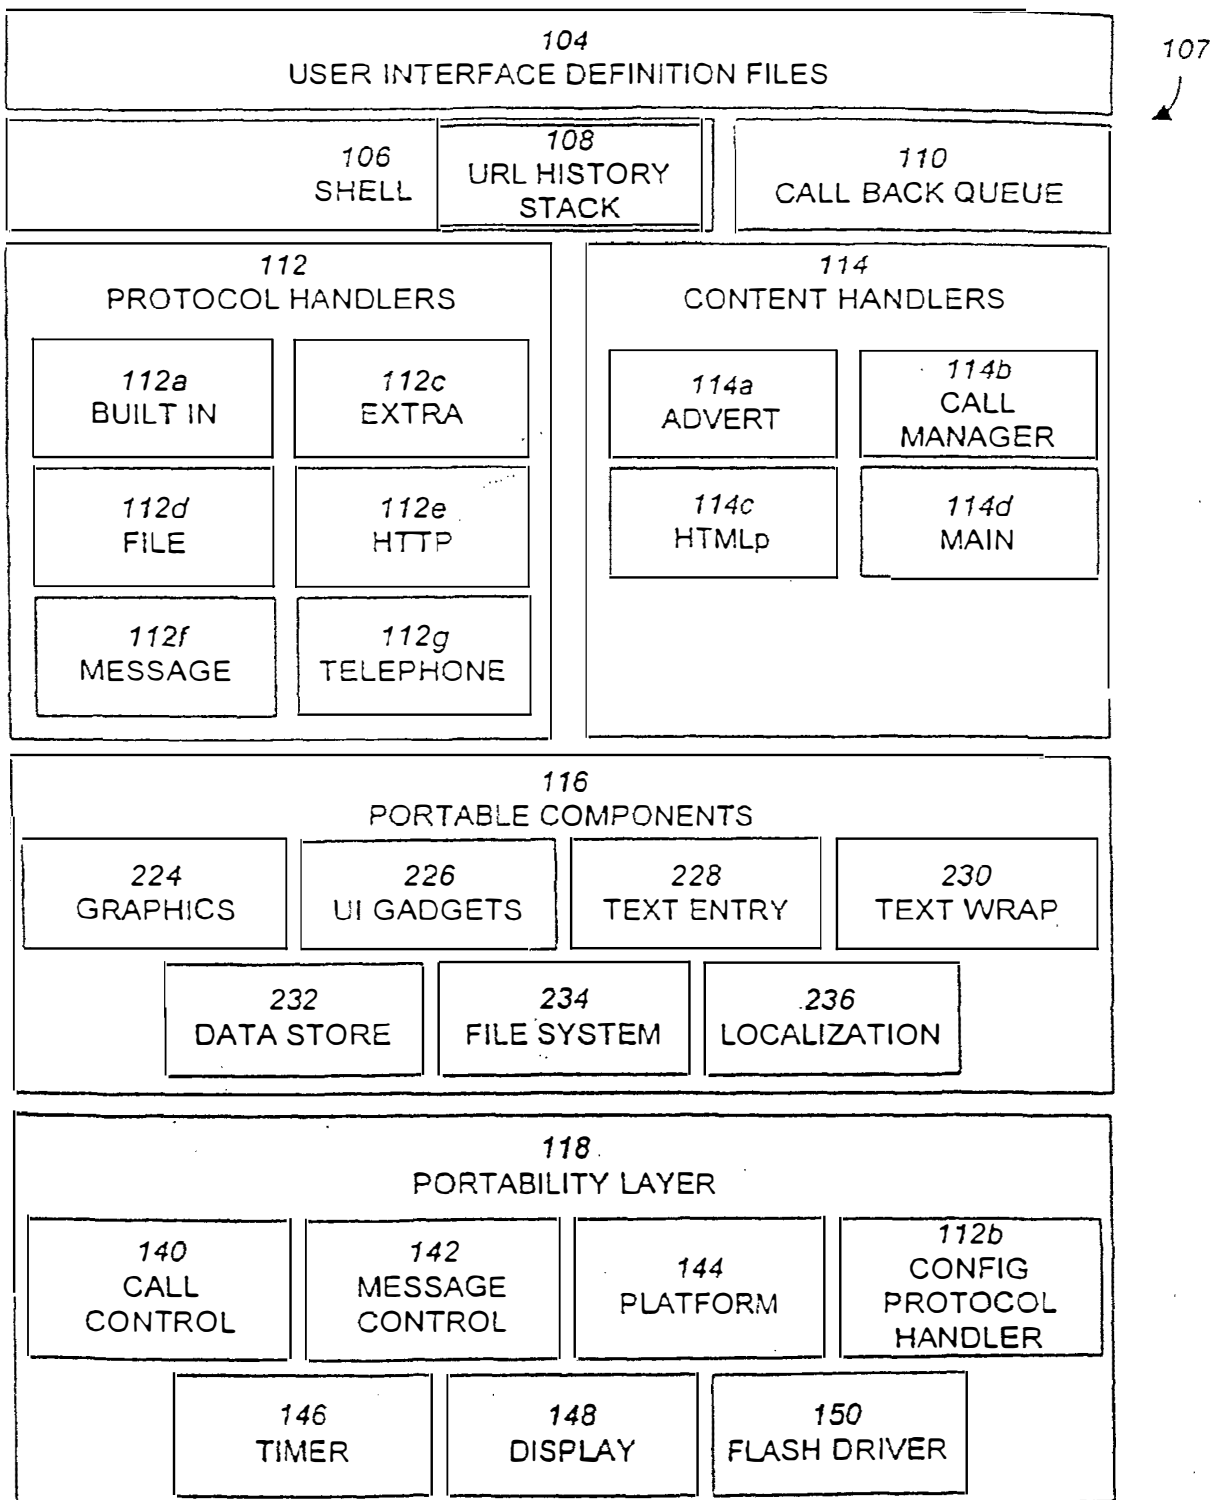 104
USER INTERFACE DEFINITION FILES
107
106
SHELL
108
URL HISTORY
STACK
110
CALL BACK QUEUE
112
PROTOCOL HANDLERS
112a
BUILT IN
112c
EXTRA
112d
FILE
112e
HTTP
112f
MESSAGE
112g
TELEPHONE
114
CONTENT HANDLERS
114a
ADVERT
114b
CALL
MANAGER
114c
HTMLp
114d
MAIN
116
PORTABLE COMPONENTS
224
GRAPHICS
226
UI GADGETS
228
TEXT ENTRY
230
TEXT WRAP
232
DATA STORE
234
FILE SYSTEM
236
LOCALIZATION
118
PORTABILITY LAYER
140
CALL
CONTROL
142
MESSAGE
CONTROL
144
PLATFORM
112b
CONFIG
PROTOCOL
HANDLER
146
TIMER
148
DISPLAY
150
FLASH DRIVER